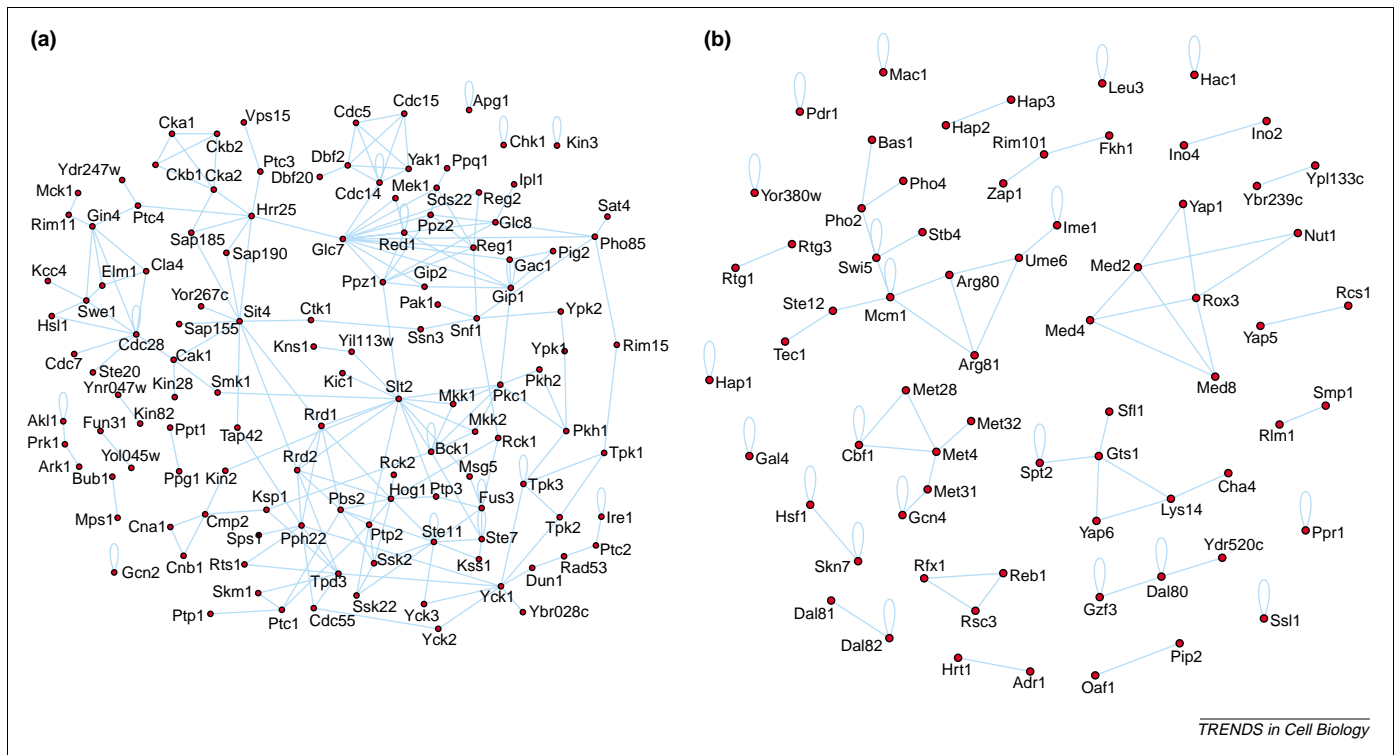 (a)
Apg1
Chk1
Kin3
Cdc15
Cdc5
Vps15
Cka1
Ckb2
Ptc3
Dbf2
Dbf20
Yak1
Ppq1
Cdc14
Ckb1
Cka2
Ydr247w
Mck1
Mek1
Sds22
Ipl1
Reg2
Rim11
Gin4
Ptc4
Hrr25
Ppz2
Glc8
Sat4
Sap185
Glc7
Red1
Reg1
Pho85
Sap190
Gac1
Pig2
Kcc4
Elm1
Cla4
Gip2
Ppz1
Gip1
Swe1
Yor267c
Ctk1
Pak1
Ypk2
Hsl1
Sap155
Sit4
Ssn3
Snf1
Cdc28
Kns1
Yil113w
Ypk1
Rim15
Cdc7
Cak1
Ste20
Kic1
Slt2
Pkh2
Ynr047w
Kin28
Smk1
Mkk1
Pkc1
Akl1
Fun31
Kin82
Rrd1
Mkk2
Prk1
Ppt1
Tap42
Bck1
Rck1
Pkh1
Ark1
Yol045w
Rrd2
Rck2
Msg5
Tpk1
Bub1
Ppg1
Kin2
Tpk3
Ksp1
Pbs2
Hog1
Ptp3
Fus3
Mps1
Cna1
Cmp2
Tpk2
Ire1
Sps1
Pph22
Ptp2
Ste11
Ste7
Ptc2
Gcn2
Cnb1
Rts1
Ssk2
Kss1
Rad53
Tpd3
Dun1
Skm1
Ssk22
Yck1
Ptp1
Ptc1
Cdc55
Yck3
Ybr028c
Yck2
(b)
Mac1
Leu3
Hac1
Pdr1
Hap3
Hap2
Bas1
Rim101
Fkh1
Ino2
Ino4
Yor380w
Pho4
Zap1
Ypl133c
Ybr239c
Pho2
Yap1
Stb4
Ime1
Nut1
Rtg3
Swi5
Ume6
Med2
Rtg1
Arg80
Ste12
Mcm1
Rox3
Rcs1
Med4
Yap5
Tec1
Arg81
Hap1
Med8
Met28
Smp1
Sfl1
Met32
Rlm1
Cbf1
Met4
Gal4
Spt2
Gts1
Cha4
Met31
Lys14
Hsf1
Gcn4
Yap6
Ppr1
Skn7
Ydr520c
Rfx1
Reb1
Dal80
Gzf3
Dal81
Rsc3
Ssl1
Dal82
Pip2
Hrt1
Adr1
Oaf1
TRENDS in Cell Biology